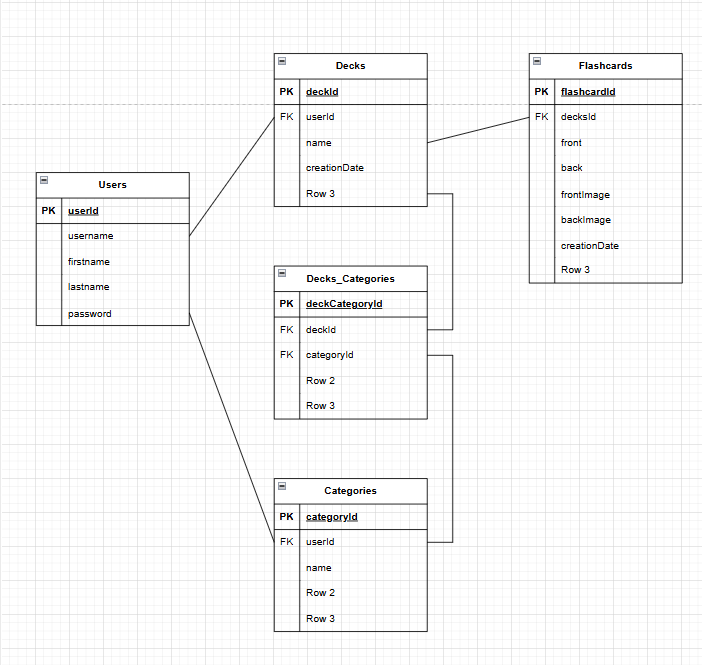 Decks
PK deckId
FK userId
name
creationDate
Row 3
Flashcards
PK flashcardId
FK decksId
front
back
frontImage
backImage
creationDate
Row 3
Users
PK userId
username
firstname
lastname
password
Decks_Categories
PK deckCategoryId
FK deckId
FK categoryId
Row 2
Row 3
Categories
PK categoryId
FK userId
name
Row 2
Row 3